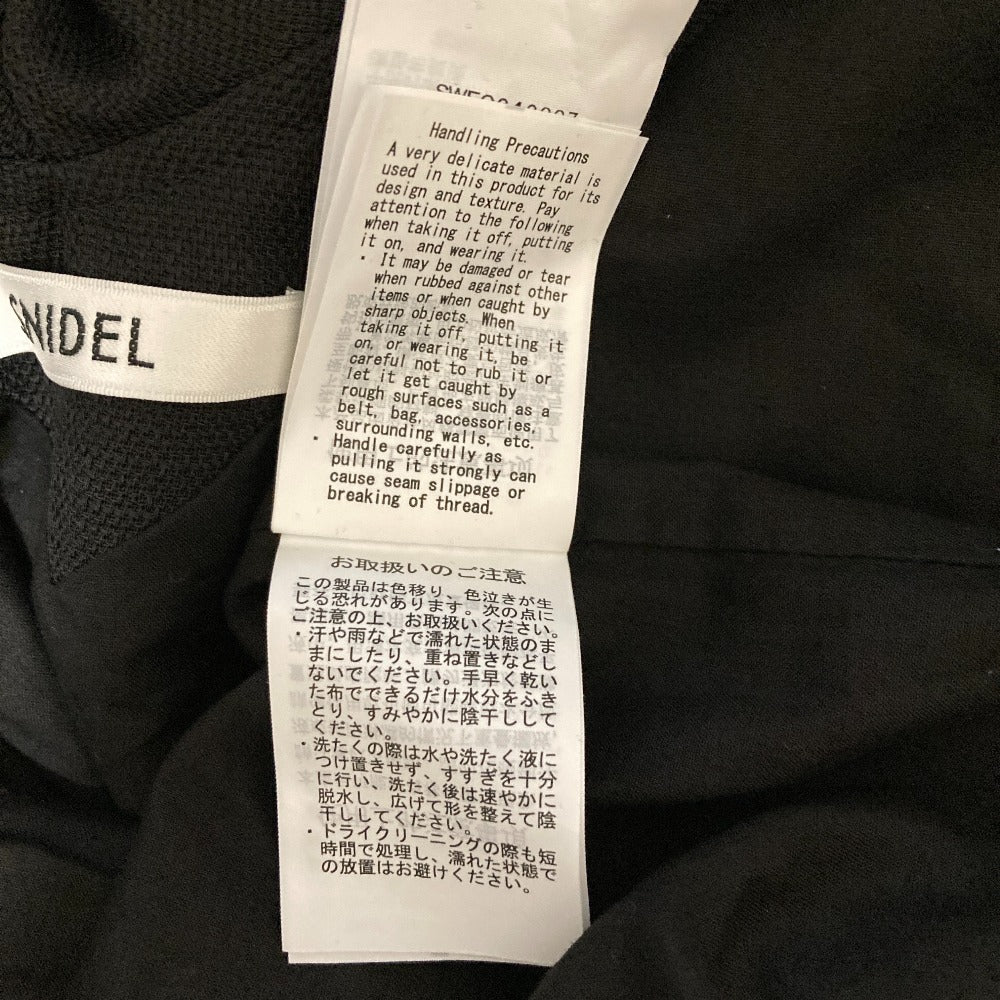 SNIDEL
Handling Precautions
A very delicate material is
used in this product for its
design and texture. Pay
attention to the following
when taking it off, putting
it on, and wearing it.
・It may be damaged or tear
when rubbed against other
items or when caught by
sharp objects. When
taking it off, putting it
on, or wearing it, be
careful not to rub it or
let it get caught by
rough surfaces such as a
belt, bag, accessories,
surrounding walls, etc.
・Handle carefully as
pulling it strongly can
cause seam slippage or
breaking of thread.
お取扱いのご注意
この製品は色移り、色泣きが生
じる恐れがあります。次の点に
ご注意の上、お取扱いください。
・汗や雨などで濡れた状態のま
まにしたり、重ね置きなどし
ないでください。手早く乾い
た布でできるだけ水分をふき
とり、すみやかに陰干しして
ください。
・洗たくの際は水や洗たく液に
つけ置きせず、すすぎを十分
に行い、洗たく後は速やかに
脱水し、広げて形を整えて陰
干ししてください。
・ドライクリーニングの際も短
時間で処理し、濡れた状態で
の放置はお避けください。